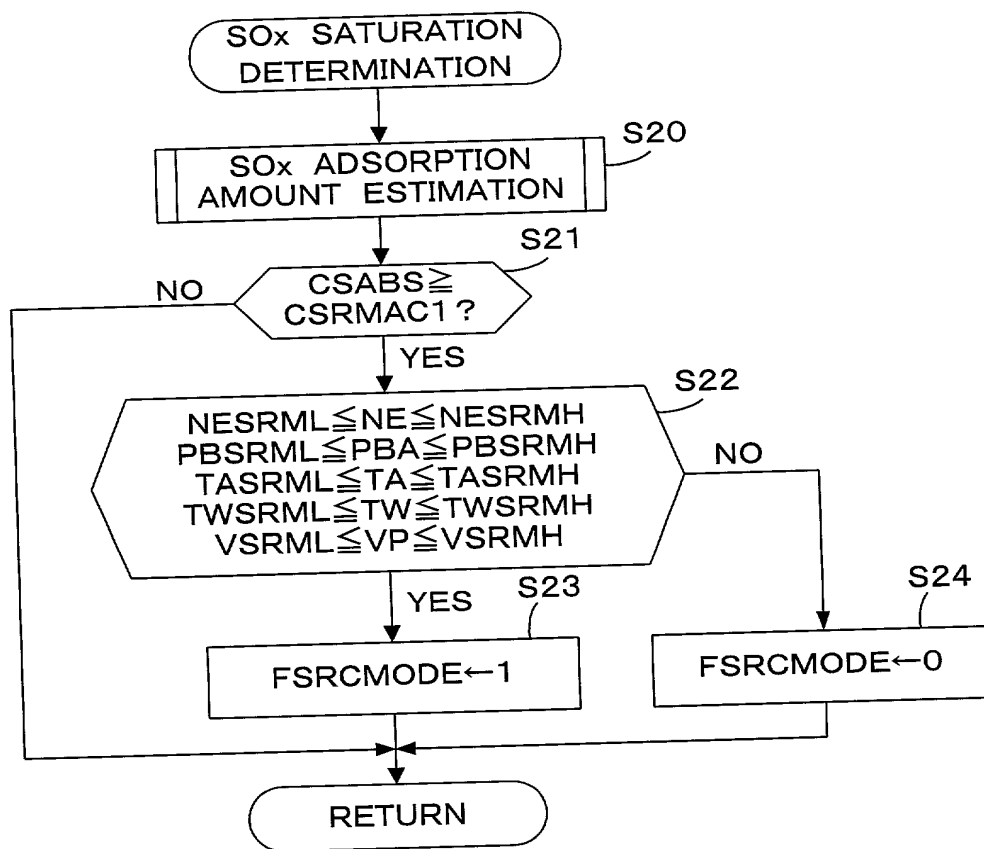 SOx SATURATION
DETERMINATION
S20
SOx ADSORPTION
AMOUNT ESTIMATION
S21
CSABS≧
CSRMAC1?
NO
YES
S22
NESRML≦NE≦NESRMH
PBSRML≦PBA≦PBSRMH
TASRML≦TA≦TASRMH
TWSRML≦TW≦TWSRMH
VSRML≦VP≦VSRMH
NO
YES
S23
FSRCMODE←1
S24
FSRCMODE←0
RETURN